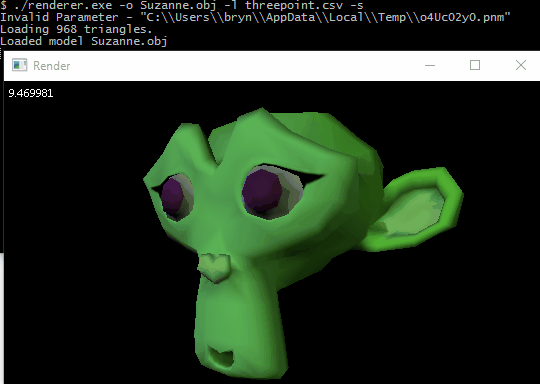 $ ./renderer.exe -o Suzanne.obj -l threepoint.csv -s
Invalid Parameter - "C:\\Users\\bryn\\AppData\\Local\\Temp\\o4UcO2yO.pnm"
Loading 968 triangles.
Loaded model Suzanne.obj
Render
9.469981